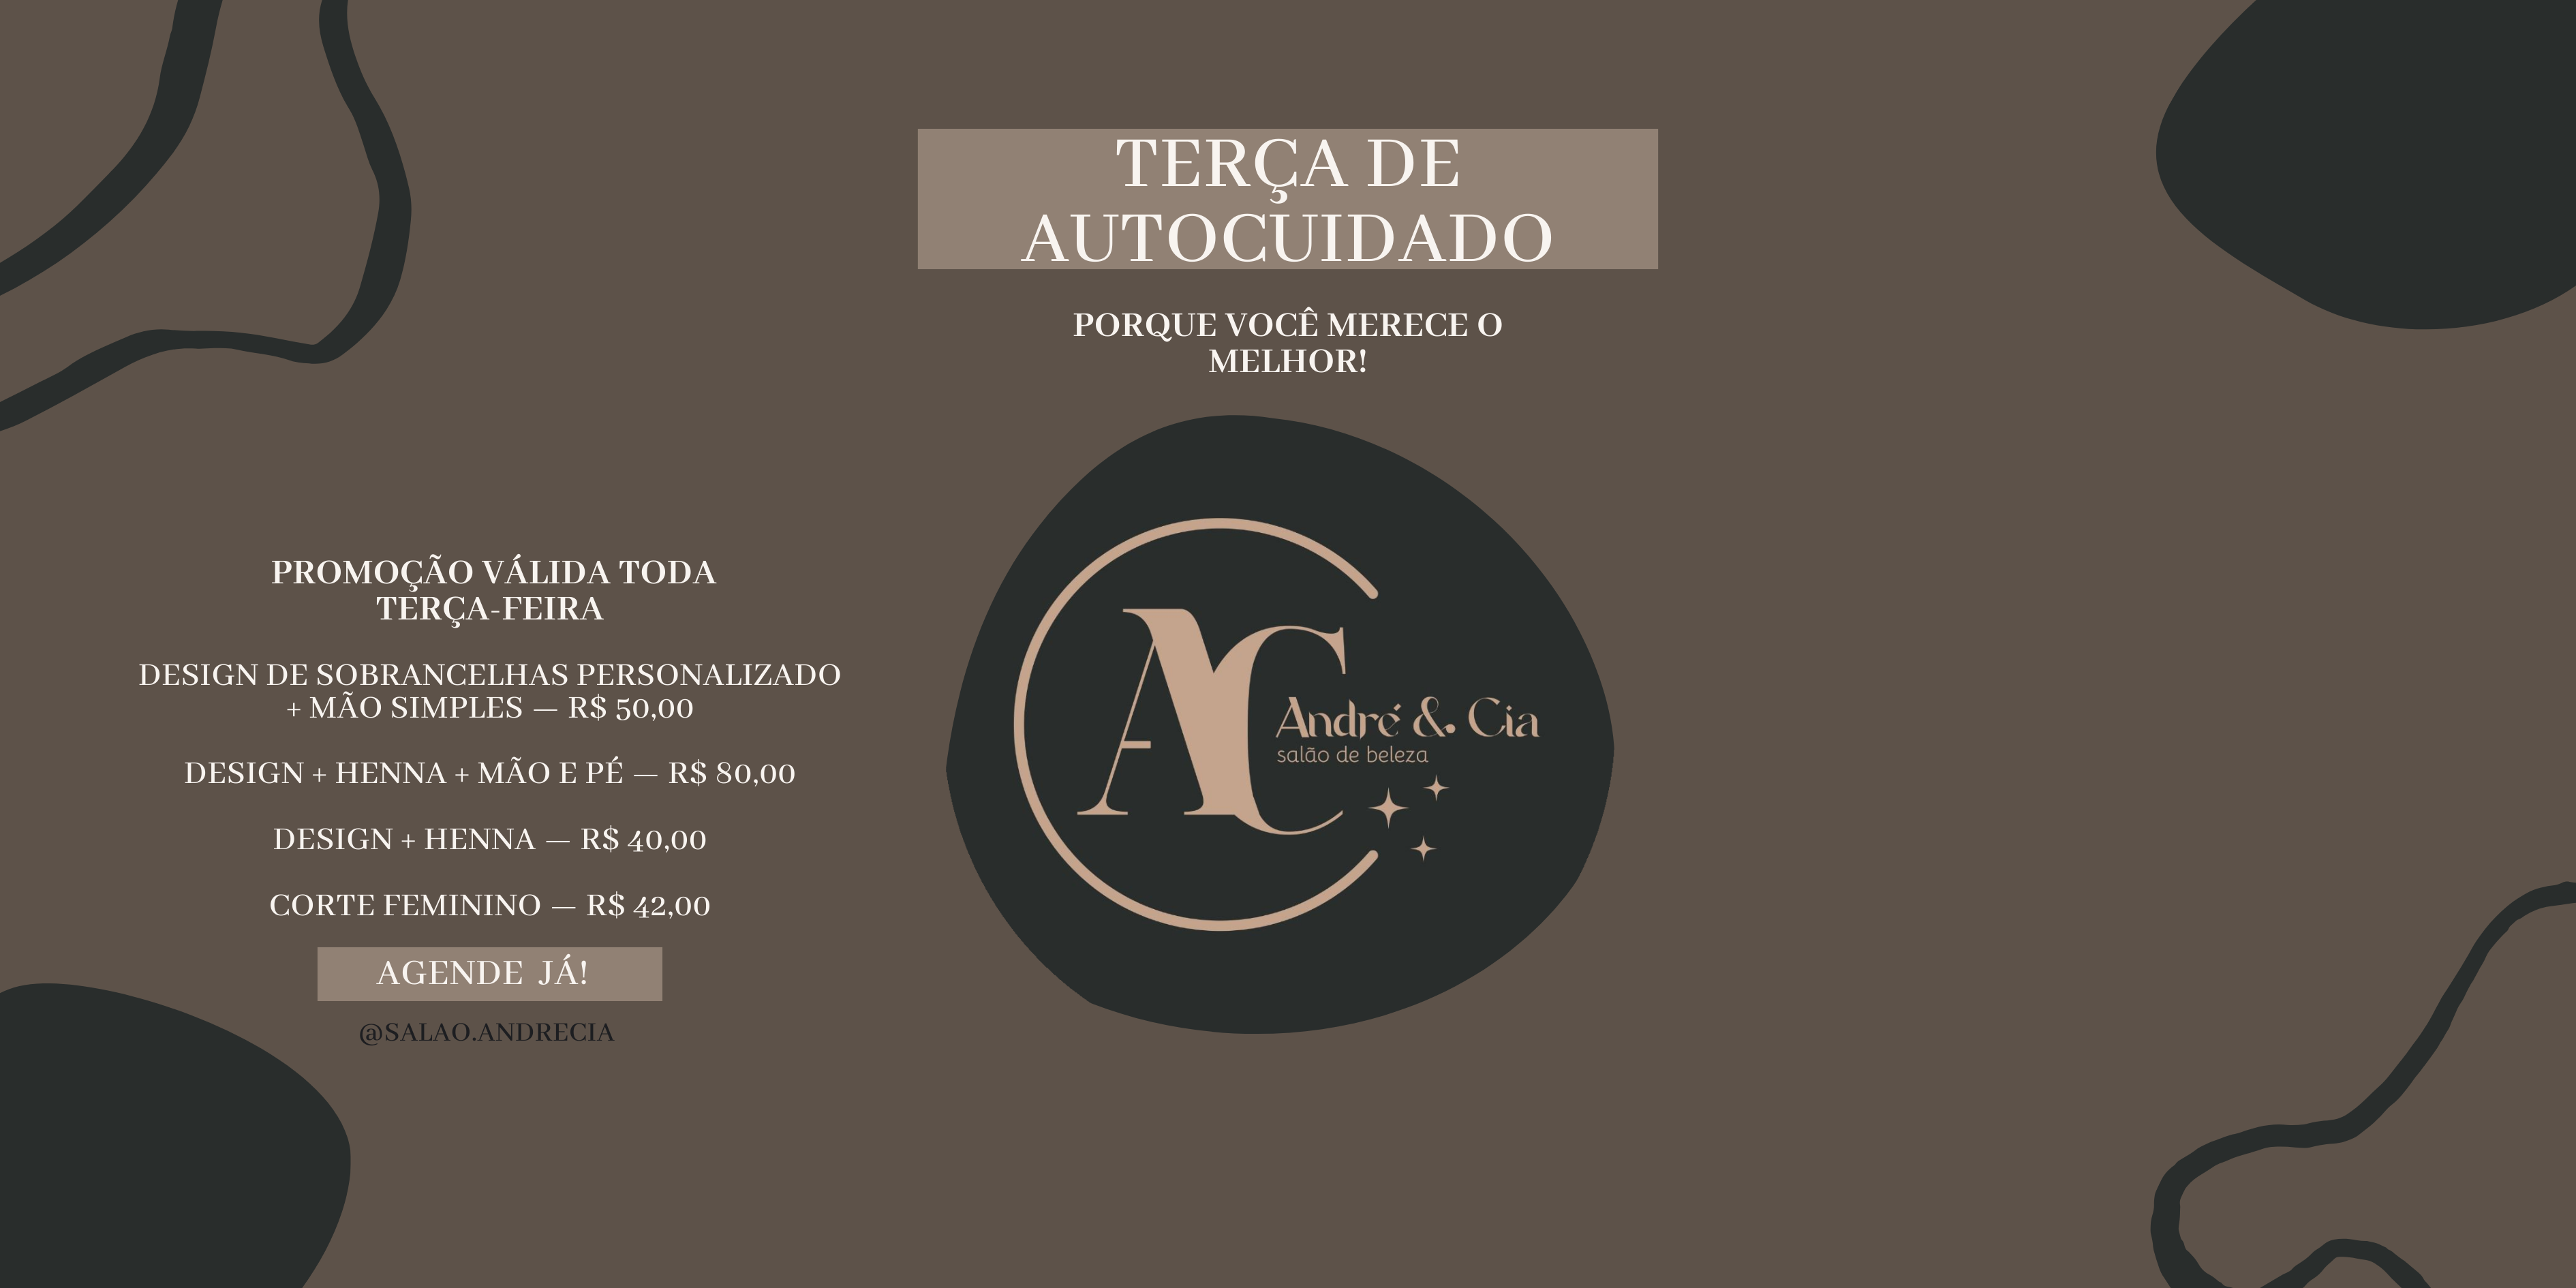 TERÇA DE
AUTOCUIDADO
PORQUE VOCÊ MERECE O
MELHOR!
PROMOÇÃO VÁLIDA TODA
TERÇA-FEIRA
DESIGN DE SOBRANCELHAS PERSONALIZADO
+ MÃO SIMPLES — R$ 50,00
DESIGN + HENNA + MÃO E PÉ — R$ 80,00
DESIGN + HENNA — R$ 40,00
CORTE FEMININO — R$ 42,00
AGENDE JÁ!
@SALAO.ANDRECIA
AC
André & Cia
salão de beleza